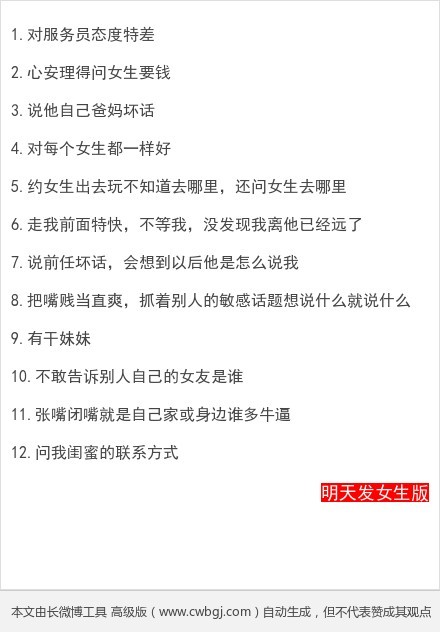 1.对服务员态度特差
2.心安理得问女生要钱
3.说他自己爸妈坏话
4.对每个女生都一样好
5.约女生出去玩不知道去哪里，还问女生去哪里
6.走我前面特快，不等我，没发现我离他已经远了
7.说前任坏话，会想到以后他是怎么说我
8.把嘴贱当直爽，抓着别人的敏感话题想说什么就说什么
9.有干妹妹
10.不敢告诉别人自己的女友是谁
11.张嘴闭嘴就是自己家或身边谁多牛逼
12.问我闺蜜的联系方式
明天发女生版
本文由长微博工具 高级版（www.cwbgj.com）自动生成，但不代表赞成其观点